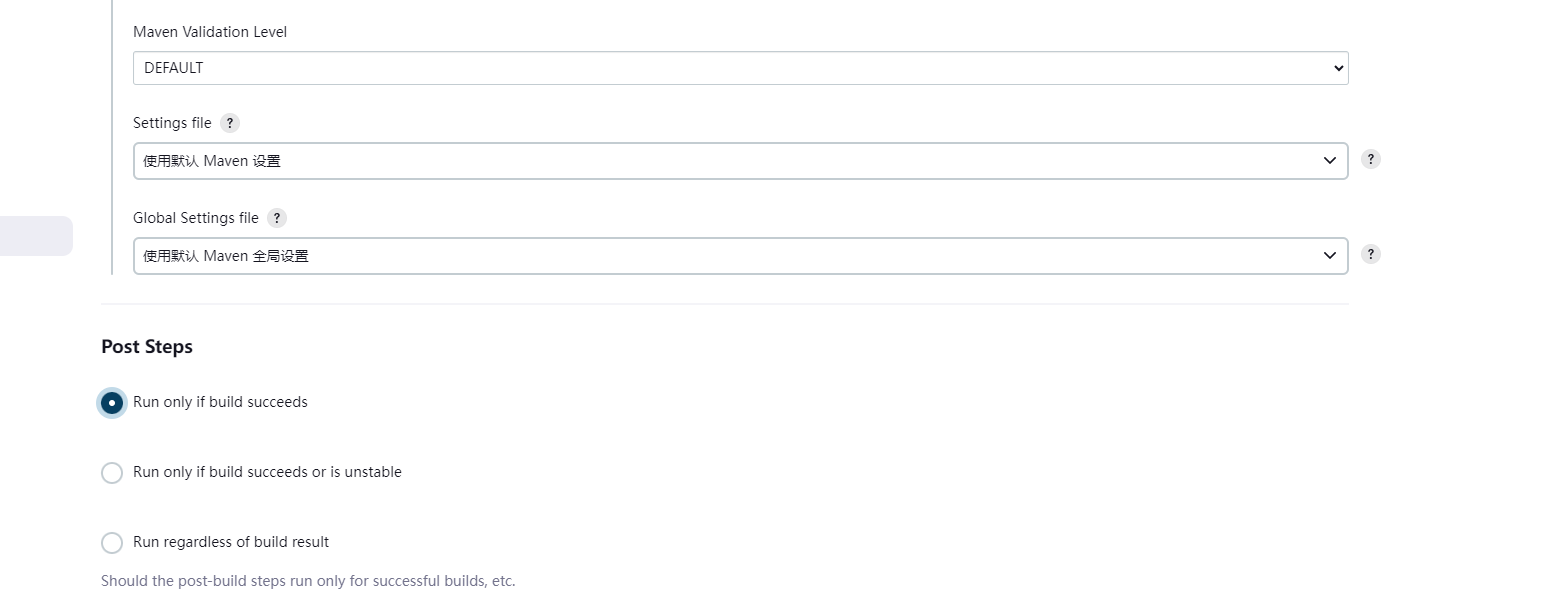 Maven Validation Level
DEFAULT
Settings file ?
使用默认 Maven 设置
?
Global Settings file ?
使用默认 Maven 全局设置
?
Post Steps
Run only if build succeeds
Run only if build succeeds or is unstable
Run regardless of build result
Should the post-build steps run only for successful builds, etc.